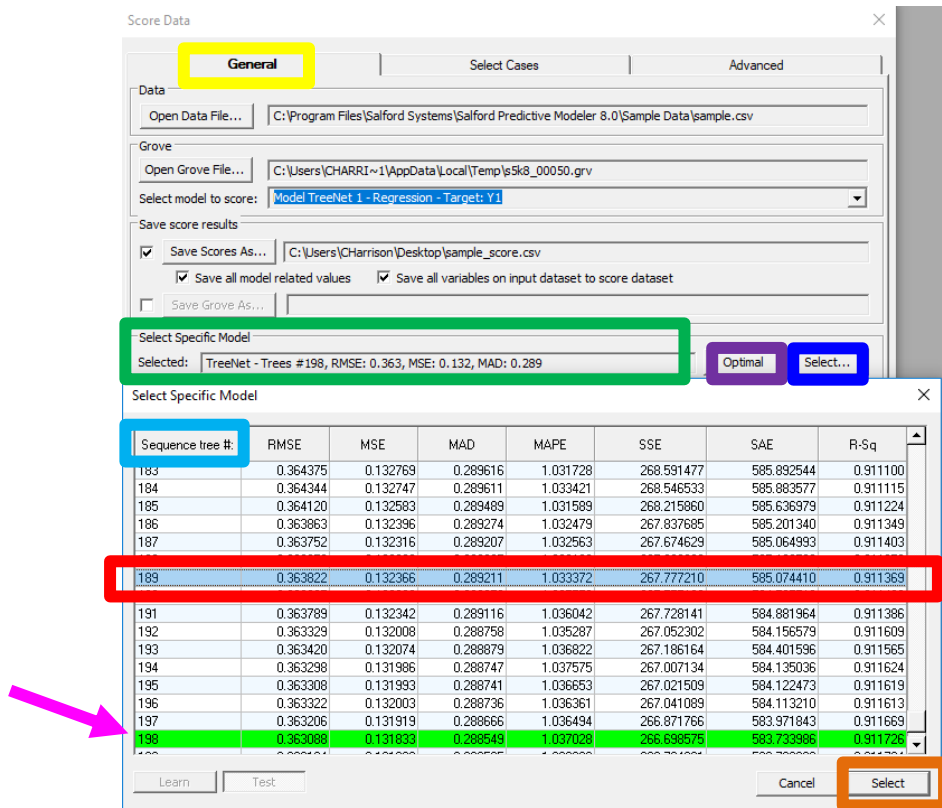 Score Data
General Select Cases Advanced
Data
Open Data File... C:\Program Files\Salford Systems\Salford Predictive Modeler 8.0\Sample Data\sample.csv
Grove
Open Grove File... C:\Users\CHARRI~1\AppData\Local\Temp\s5k8_00050.grv
Select model to score: Model TreeNet 1 - Regression - Target: Y1
Save score results
Save Scores As... C:\Users\CHarrison\Desktop\sample_score.csv
Save all model related values Save all variables on input dataset to score dataset
Save Grove As...
Select Specific Model
Selected: TreeNet - Trees #198, RMSE: 0.363, MSE: 0.132, MAD: 0.289 Optimal Select...
Select Specific Model
Sequence tree #: RMSE MSE MAD MAPE SSE SAE R-Sq
183 0.364375 0.132769 0.289616 1.031728 268.591477 585.892544 0.911100
184 0.364344 0.132747 0.289611 1.033421 268.546533 585.883577 0.911115
185 0.364120 0.132583 0.289489 1.031589 268.215860 585.636979 0.911224
186 0.363863 0.132396 0.289274 1.032479 267.837685 585.201340 0.911349
187 0.363752 0.132316 0.289207 1.032563 267.674629 585.064993 0.911403
189 0.363822 0.132366 0.289211 1.033372 267.777210 585.074410 0.911369
191 0.363789 0.132342 0.289116 1.036042 267.728141 584.881964 0.911386
192 0.363329 0.132008 0.288758 1.035287 267.052302 584.156579 0.911609
193 0.363420 0.132074 0.288879 1.036822 267.186164 584.401596 0.911565
194 0.363298 0.131986 0.288747 1.037575 267.007134 584.135036 0.911624
195 0.363308 0.131993 0.288741 1.036653 267.021509 584.122473 0.911619
196 0.363322 0.132003 0.288736 1.036361 267.041089 584.113210 0.911613
197 0.363206 0.131919 0.288666 1.036494 266.871766 583.971843 0.911669
198 0.363088 0.131833 0.288549 1.037028 266.698575 583.733986 0.911726
Learn Test Cancel Select